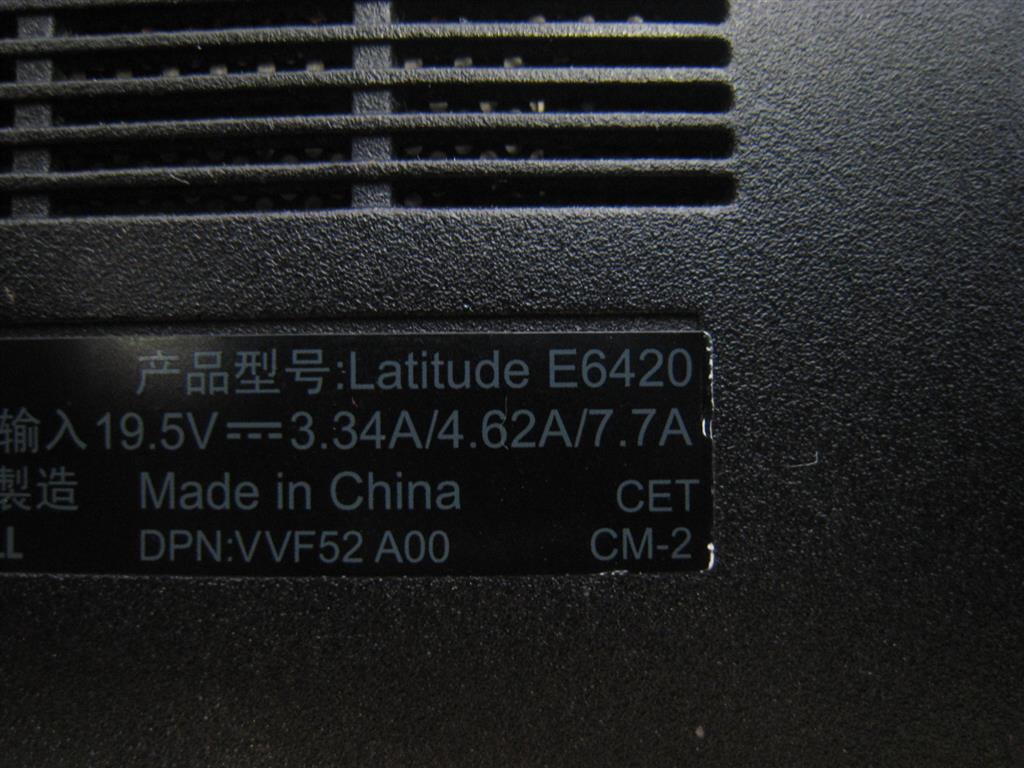 产品型号:Latitude E6420
输入19.5V⎓3.34A/4.62A/7.7A
製造 Made in China CET
LL DPN:VVF52 A00 CM-2